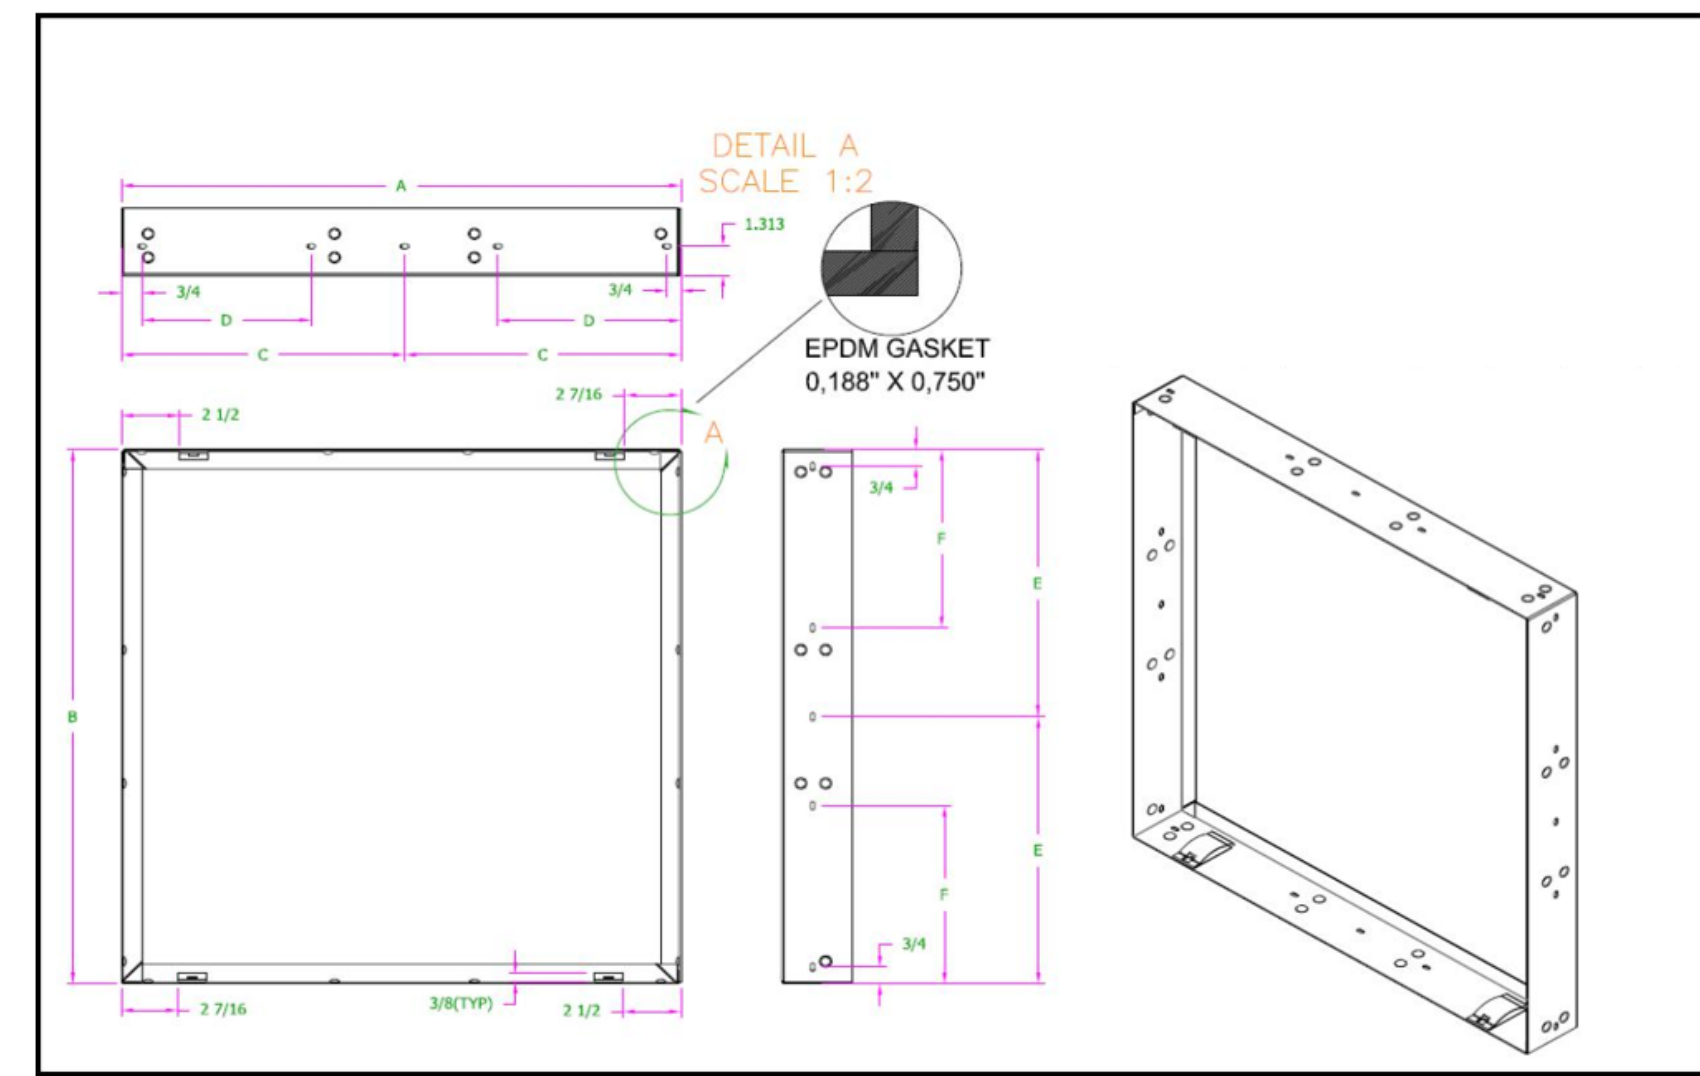 DETAIL A
SCALE 1:2
A
1.313
3/4
3/4
D
D
C
C
EPDM GASKET
0,188" X 0,750"
2 7/16
2 1/2
A
3/4
F
E
B
E
F
3/4
3/8(TYP)
2 7/16
2 1/2